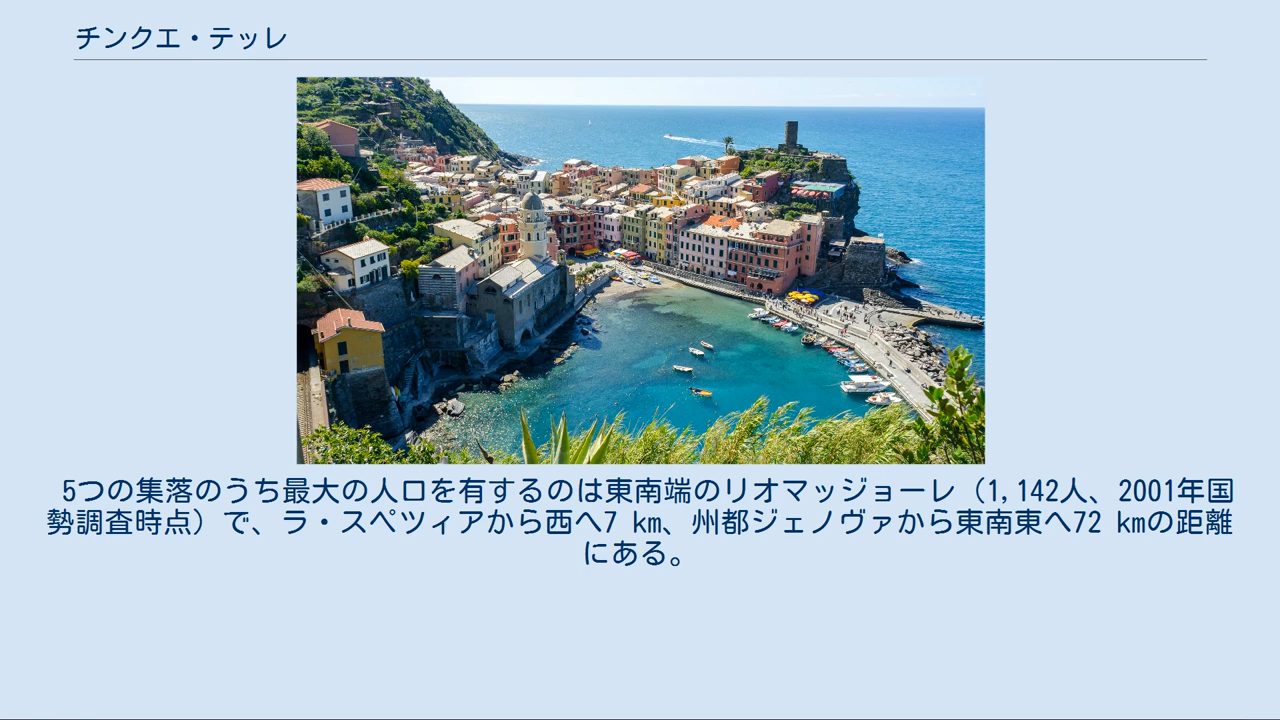 チンクエ・テッレ
5つの集落のうち最大の人口を有するのは東南端のリオマッジョーレ（1,142人、2001年国
勢調査時点）で、ラ・スペツィアから西へ7 km、州都ジェノヴァから東南東へ72 kmの距離
にある。